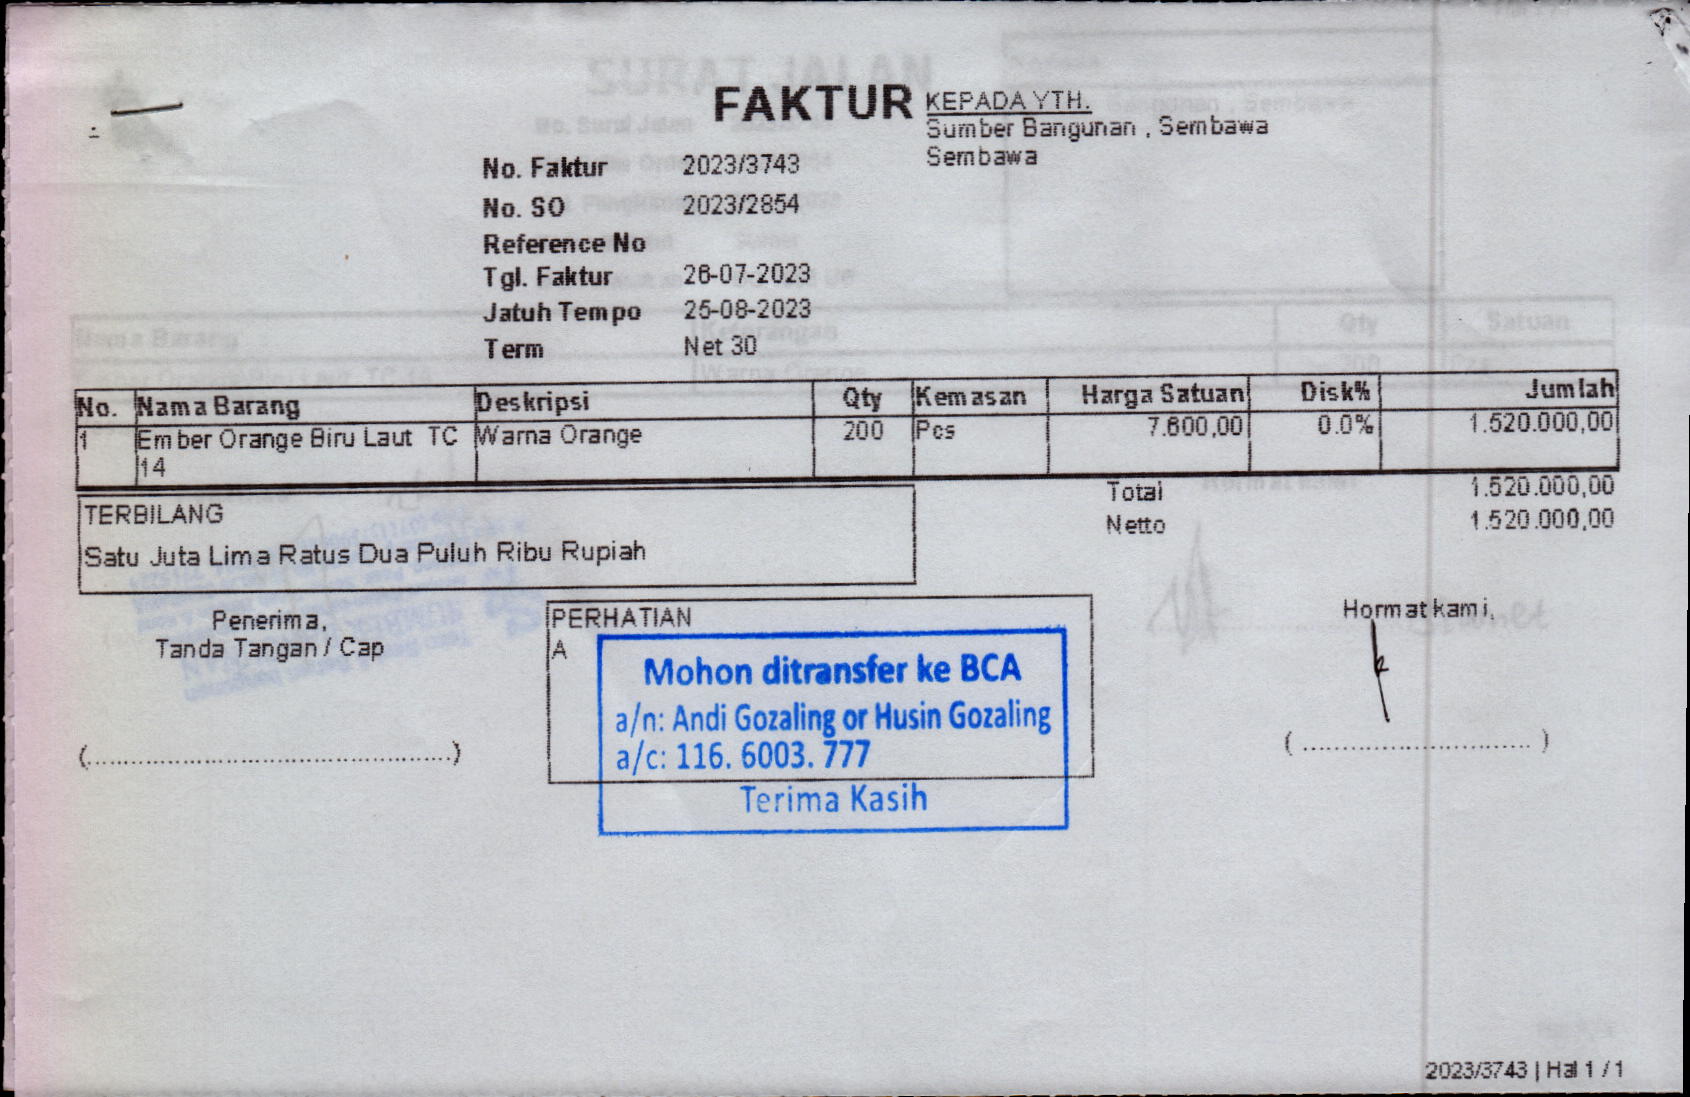 FAKTUR
KEPADA YTH.
Sumber Bangunan , Sembawa
Sembawa
No. Faktur 2023/3743
No. SO 2023/2854
Reference No
Tgl. Faktur 26-07-2023
Jatuh Tempo 25-08-2023
Term Net 30
No. Nama Barang Deskripsi Qty Kemasan Harga Satuan Disk% Jumlah
1 Ember Orange Biru Laut TC Warna Orange 200 Pcs 7.600,00 0.0% 1.520.000,00
14
Total 1.520.000,00
Netto 1.520.000,00
TERBILANG
Satu Juta Lima Ratus Dua Puluh Ribu Rupiah
Penerima,
Tanda Tangan / Cap
(..................................................)
PERHATIAN
A
Mohon ditransfer ke BCA
a/n: Andi Gozaling or Husin Gozaling
a/c: 116. 6003. 777
Terima Kasih
Hormat kami,
( ............................... )
2023/3743 | Hal 1 / 1